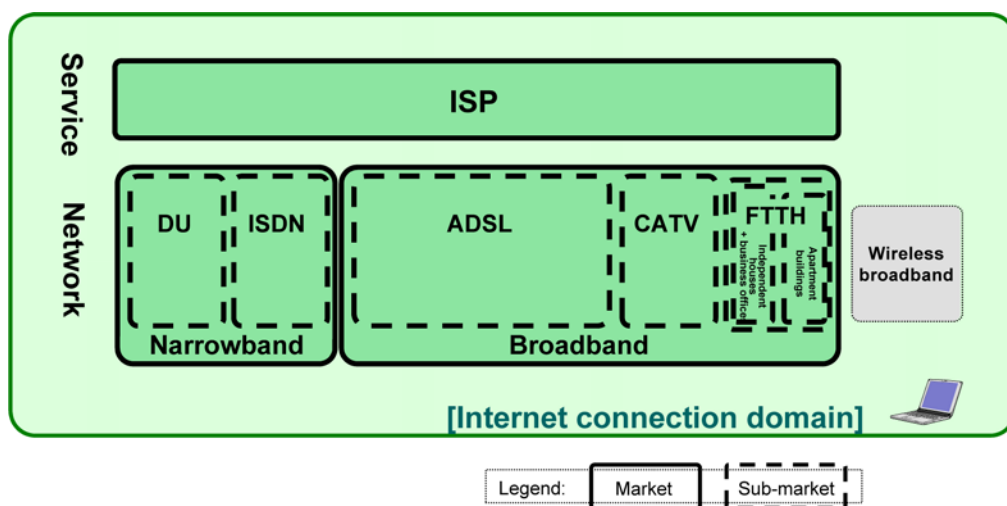 Service
ISP
Network
DU
ISDN
ADSL
CATV
FTTH
Independent
houses
+ business office
Apartment
buildings
Narrowband
Broadband
Wireless
broadband
[Internet connection domain]
Legend:
Market
Sub-market